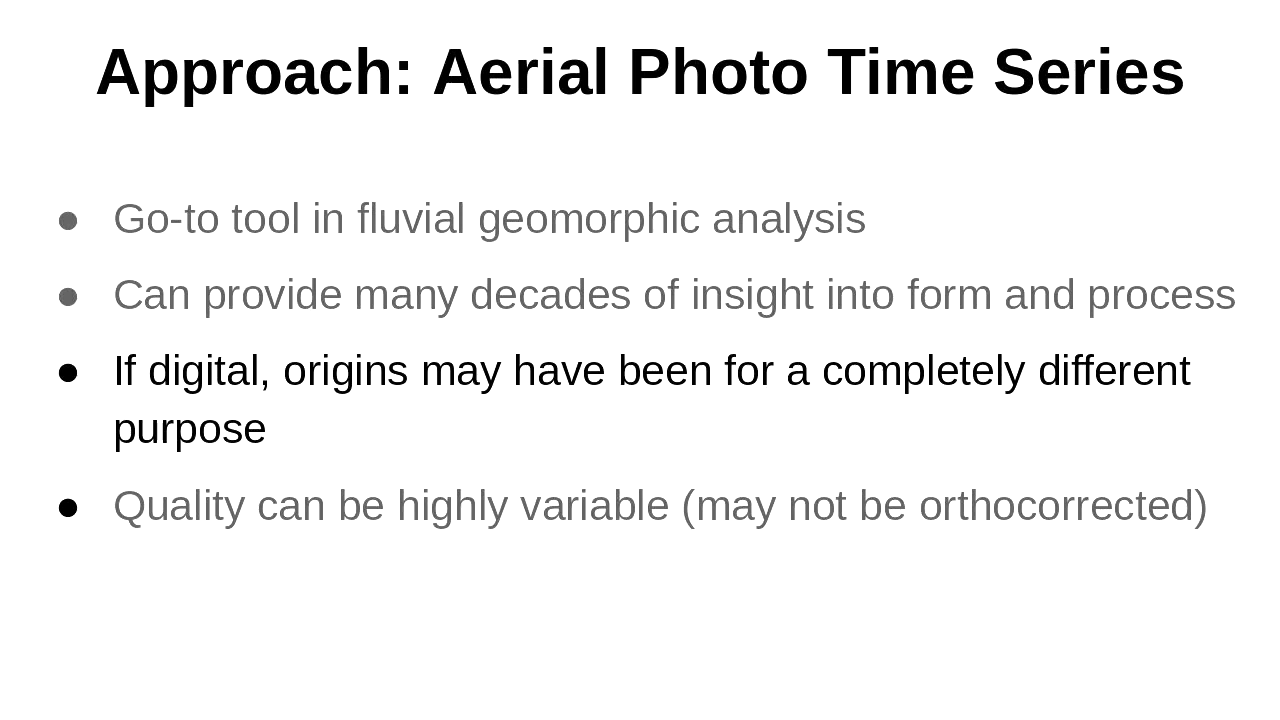 Approach: Aerial Photo Time Series
● Go-to tool in fluvial geomorphic analysis
● Can provide many decades of insight into form and process
● If digital, origins may have been for a completely different
purpose
● Quality can be highly variable (may not be orthocorrected)